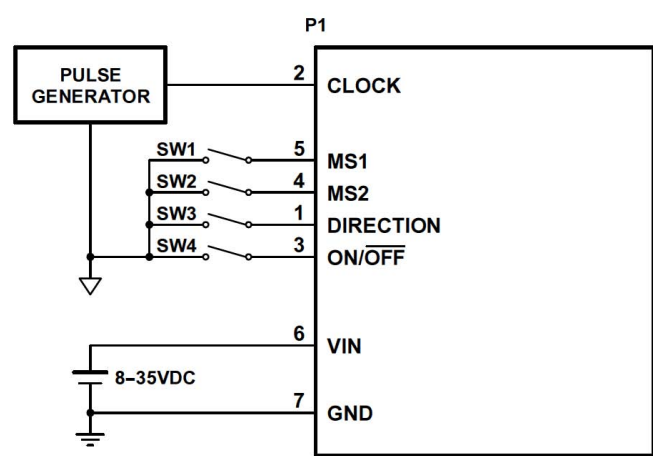 P1
PULSE
GENERATOR
2
CLOCK
SW1
5
MS1
SW2
4
MS2
SW3
1
DIRECTION
SW4
3
ON/OFF
6
VIN
8–35VDC
7
GND